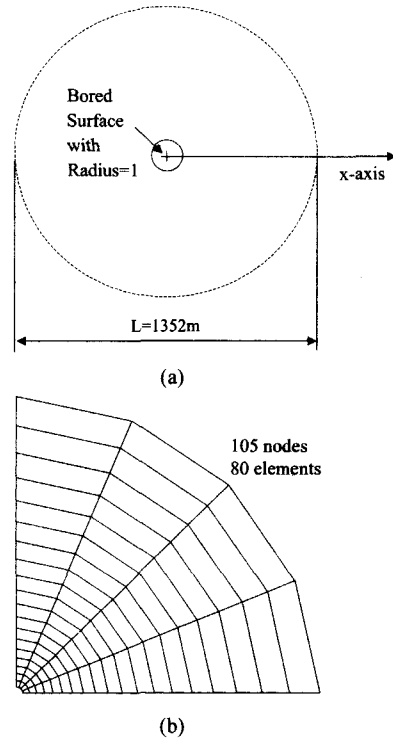 Bored
Surface
with
Radius=1
x-axis
L=1352m
(a)
105 nodes
80 elements
(b)